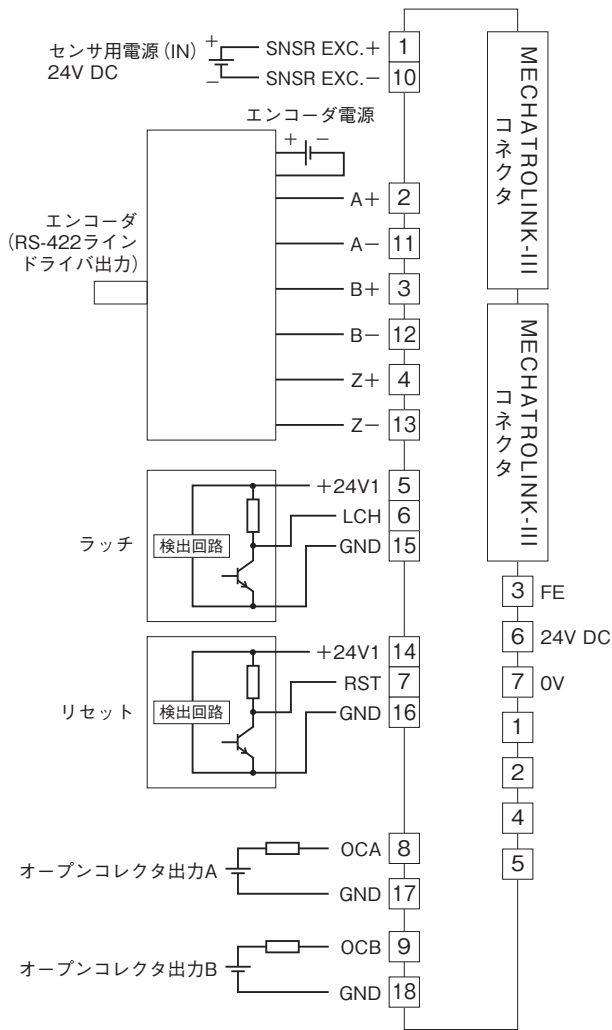 センサ用電源 (IN)
24V DC
+
−
SNSR EXC.+ 1
SNSR EXC.− 10
エンコーダ電源
+ −
エンコーダ
(RS-422ライン
ドライバ出力)
A+ 2
A− 11
B+ 3
B− 12
Z+ 4
Z− 13
ラッチ
検出回路
+24V1 5
LCH 6
GND 15
リセット
検出回路
+24V1 14
RST 7
GND 16
オープンコレクタ出力A
OCA 8
GND 17
オープンコレクタ出力B
OCB 9
GND 18
MECHATROLINK-III
コネクタ
MECHATROLINK-III
コネクタ
3 FE
6 24V DC
7 0V
1
2
4
5